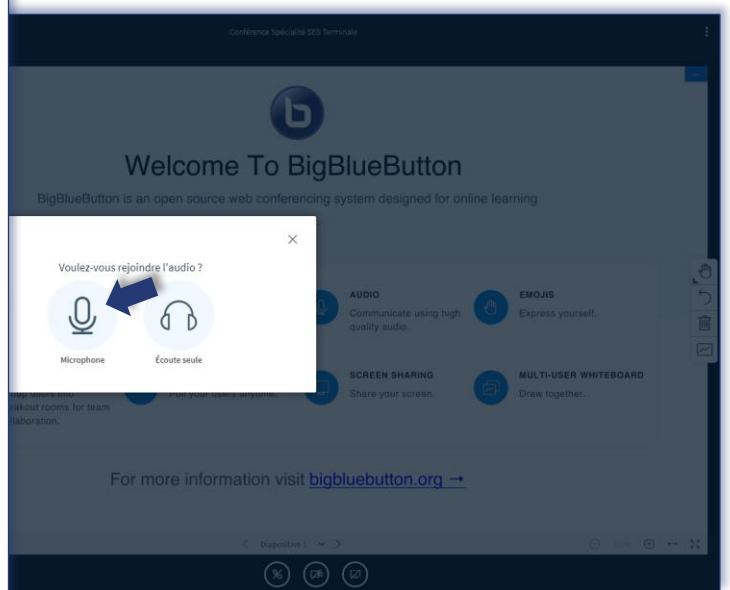 Conférence Spécialité SES Terminale
Welcome To BigBlueButton
BigBlueButton is an open source web conferencing system designed for online learning
Voulez-vous rejoindre l'audio ?
Microphone
Écoute seule
AUDIO
Communicate using high
quality audio.
EMOJIS
Express yourself.
users into
rooms for team
Poll your users anytime.
SCREEN SHARING
Share your screen.
MULTI-USER WHITEBOARD
Draw together.
For more information visit bigbluebutton.org →
Diapositive 1